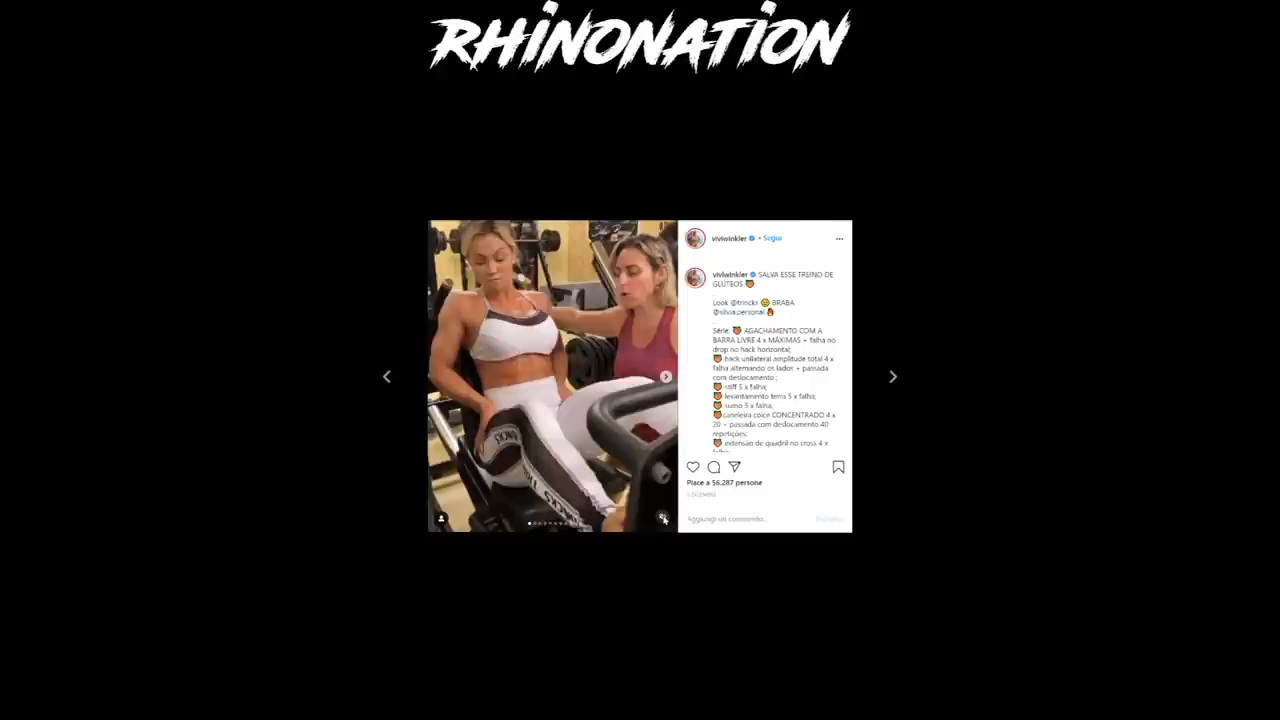 RHINONATION
viviwinkler • Segui
viviwinkler SALVA ESSE TREINO DE
GLÚTEOS 🍑
Look @trincks BRABA
@silvia.personal 🔥
Série: 🍑 AGACHAMENTO COM A
BARRA LIVRE 4 x MÁXIMAS + falha no
drop no hack horizontal;
🍑 hack unilateral amplitude total 4 x
falha alternando os lados + passada
com deslocamento ;
🍑 stiff 5 x falha;
🍑 levantamento terra 5 x falha;
🍑 sumo 5 x falha;
🍑 caneleira coice CONCENTRADO 4 x
20 + passada com deslocamento 40
repetições;
🍑 extensão de quadril no cross 4 x
falha
Piace a 56.287 persone
Aggiungi un commento...
Pubblica